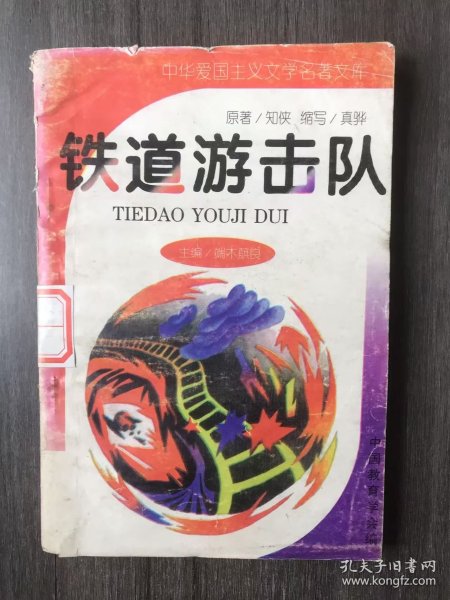 中华爱国主义文学名著文库
原著/知侠 缩写/真骅
铁道游击队
TIEDAO YOUJI DUI
主编/端木蕻良
中国教育学会编
孔夫子旧书网
www.kongfz.com